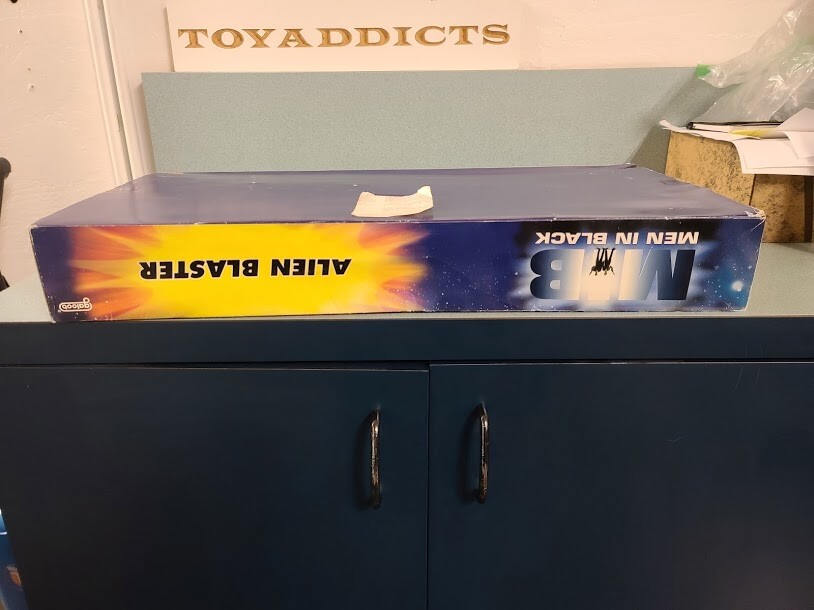 TOYADDICTS
MIB
MEN IN BLACK
ALIEN BLASTER
galoob